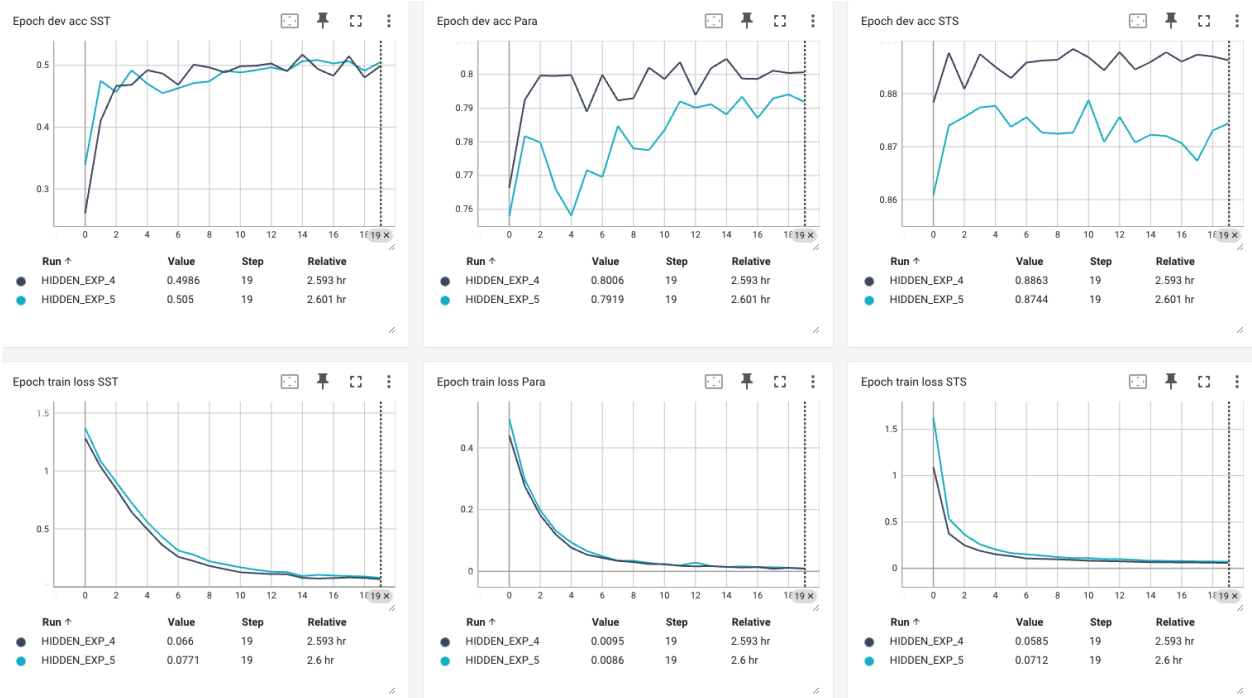 Epoch dev acc SST
0.5
0.4
0.3
0 2 4 6 8 10 12 14 16 18 19 ×
Run ↑ Value Step Relative
HIDDEN_EXP_4 0.4986 19 2.593 hr
HIDDEN_EXP_5 0.505 19 2.601 hr
Epoch dev acc Para
0.8
0.79
0.78
0.77
0.76
0 2 4 6 8 10 12 14 16 18 19 ×
Run ↑ Value Step Relative
HIDDEN_EXP_4 0.8006 19 2.593 hr
HIDDEN_EXP_5 0.7919 19 2.601 hr
Epoch dev acc STS
0.88
0.87
0.86
0 2 4 6 8 10 12 14 16 18 19 ×
Run ↑ Value Step Relative
HIDDEN_EXP_4 0.8863 19 2.593 hr
HIDDEN_EXP_5 0.8744 19 2.601 hr
Epoch train loss SST
1.5
1
0.5
0 2 4 6 8 10 12 14 16 18 19 ×
Run ↑ Value Step Relative
HIDDEN_EXP_4 0.066 19 2.593 hr
HIDDEN_EXP_5 0.0771 19 2.6 hr
Epoch train loss Para
0.4
0.2
0
0 2 4 6 8 10 12 14 16 18 19 ×
Run ↑ Value Step Relative
HIDDEN_EXP_4 0.0095 19 2.593 hr
HIDDEN_EXP_5 0.0086 19 2.6 hr
Epoch train loss STS
1.5
1
0.5
0
0 2 4 6 8 10 12 14 16 18 19 ×
Run ↑ Value Step Relative
HIDDEN_EXP_4 0.0585 19 2.593 hr
HIDDEN_EXP_5 0.0712 19 2.6 hr